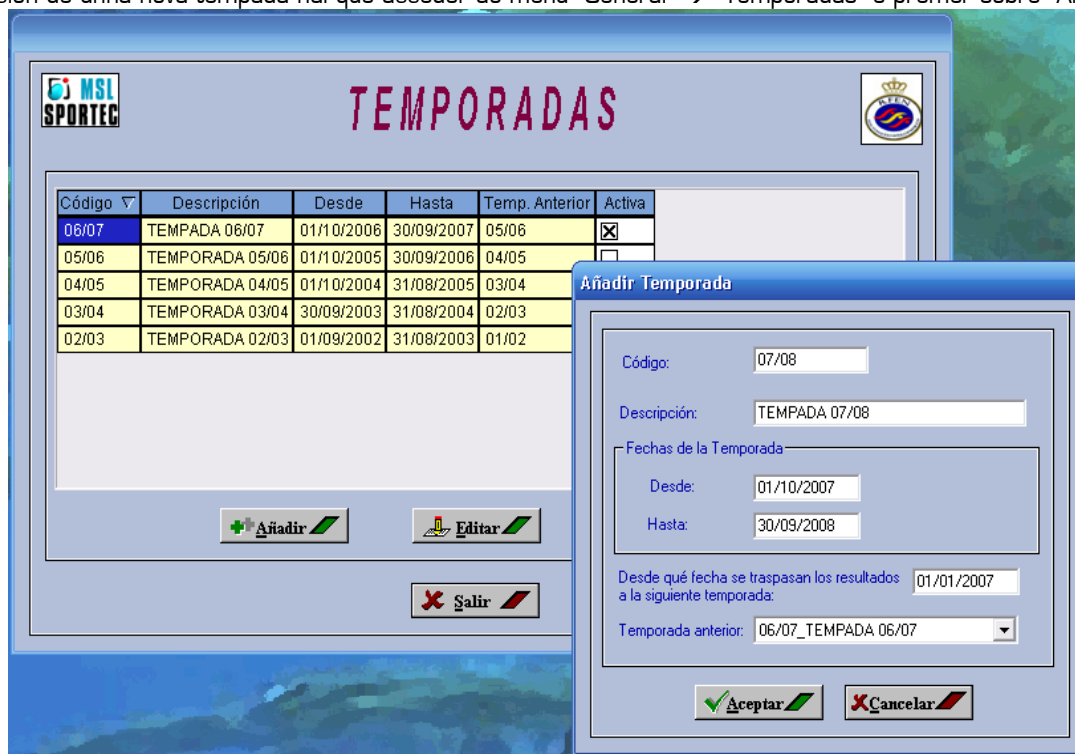 MSL
SPORTEC
TEMPORADAS
R.F.E.N.
Código Descripción Desde Hasta Temp. Anterior Activa
06/07 TEMPADA 06/07 01/10/2006 30/09/2007 05/06
05/06 TEMPORADA 05/06 01/10/2005 30/09/2006 04/05
04/05 TEMPORADA 04/05 01/10/2004 31/08/2005 03/04
03/04 TEMPORADA 03/04 30/09/2003 31/08/2004 02/03
02/03 TEMPORADA 02/03 01/09/2002 31/08/2003 01/02
Añadir Editar
Salir
Añadir Temporada
Código: 07/08
Descripción: TEMPADA 07/08
Fechas de la Temporada
Desde: 01/10/2007
Hasta: 30/09/2008
Desde qué fecha se traspasan los resultados
a la siguiente temporada: 01/01/2007
Temporada anterior: 06/07_TEMPADA 06/07
Aceptar Cancelar